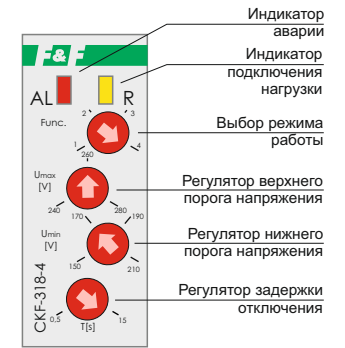 Индикатор
аварии
F&F
Индикатор
подключения
нагрузки
AL R
Func.
1 2 3 4
Выбор режима
работы
Umax
[V]
240 260 280
Регулятор верхнего
порога напряжения
Umin
[V]
150 170 190 210
Регулятор нижнего
порога напряжения
CKF-318-4
0,5 T[s] 15
Регулятор задержки
отключения